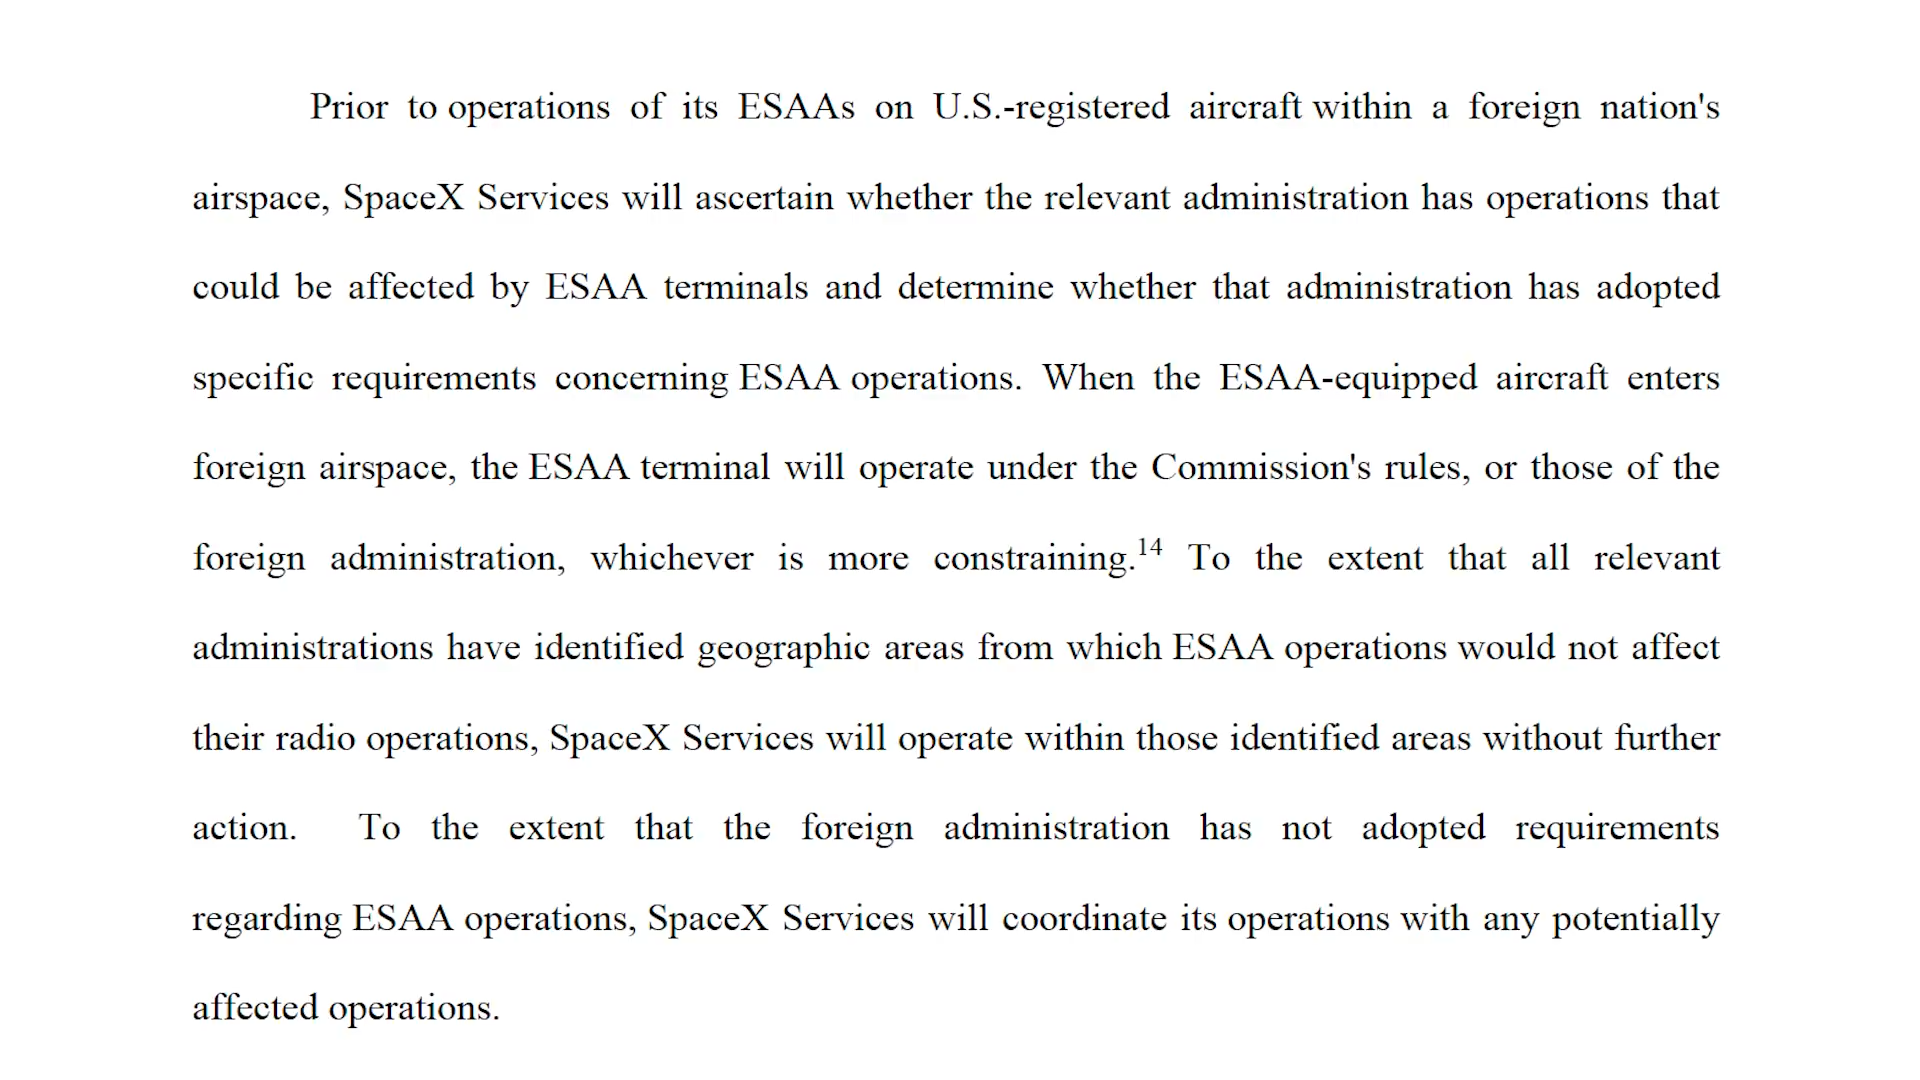 Prior to operations of its ESAAs on U.S.-registered aircraft within a foreign nation's
airspace, SpaceX Services will ascertain whether the relevant administration has operations that
could be affected by ESAA terminals and determine whether that administration has adopted
specific requirements concerning ESAA operations. When the ESAA-equipped aircraft enters
foreign airspace, the ESAA terminal will operate under the Commission's rules, or those of the
foreign administration, whichever is more constraining.14 To the extent that all relevant
administrations have identified geographic areas from which ESAA operations would not affect
their radio operations, SpaceX Services will operate within those identified areas without further
action. To the extent that the foreign administration has not adopted requirements
regarding ESAA operations, SpaceX Services will coordinate its operations with any potentially
affected operations.